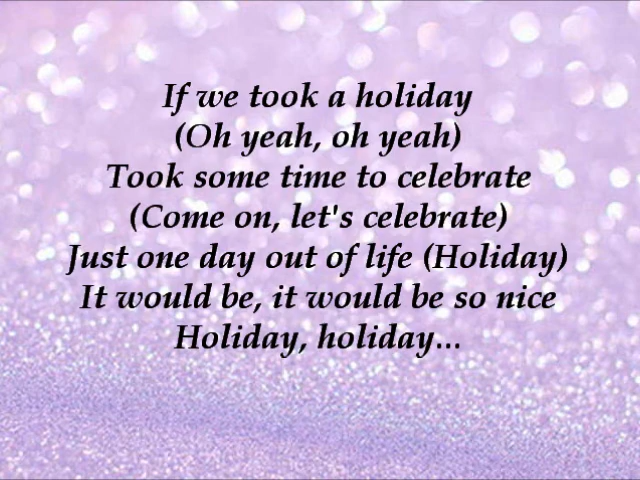 If we took a holiday
(Oh yeah, oh yeah)
Took some time to celebrate
(Come on, let's celebrate)
Just one day out of life (Holiday)
It would be, it would be so nice
Holiday, holiday...